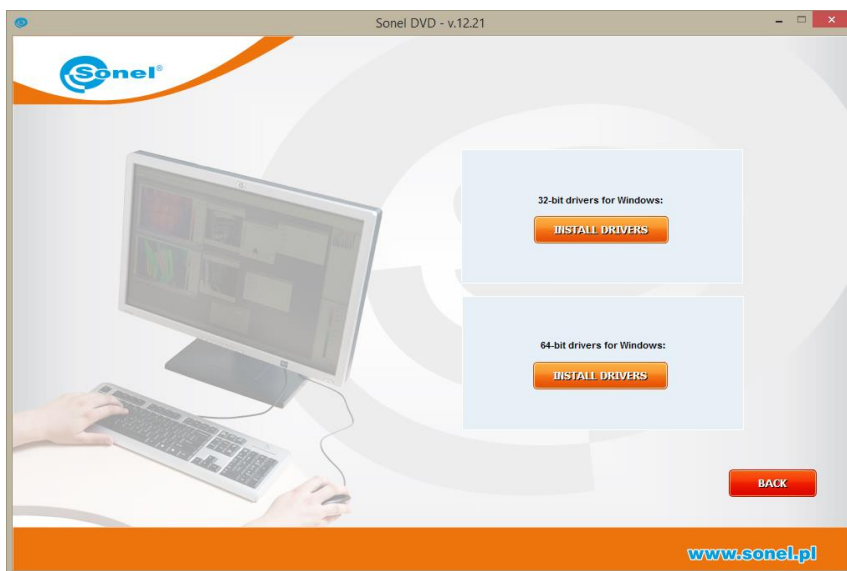 Sonel DVD - v.12.21
Sonel®
32-bit drivers for Windows:
INSTALL DRIVERS
64-bit drivers for Windows:
INSTALL DRIVERS
BACK
www.sonel.pl